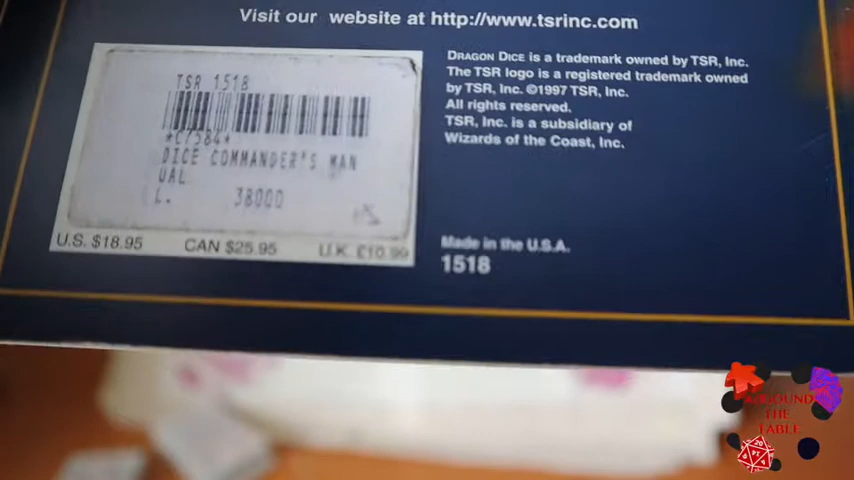 Visit our website at http://www.tsrinc.com
TSR 1518
*C7584*
DICE COMMANDER'S MAN
UAL
L. 38000
U.S. $18.95 CAN $25.95 U.K. £10.99
DRAGON DICE is a trademark owned by TSR, Inc.
The TSR logo is a registered trademark owned
by TSR, Inc. ©1997 TSR, Inc.
All rights reserved.
TSR, Inc. is a subsidiary of
Wizards of the Coast, Inc.
Made in the U.S.A.
1518
AROUND
THE
TABLE